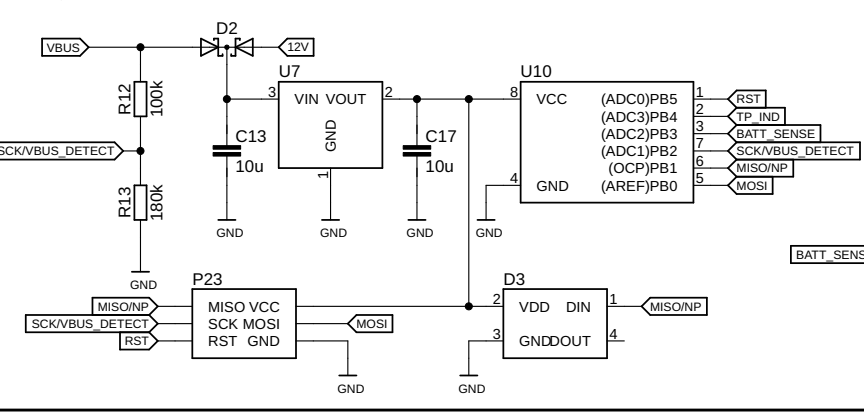 D2
VBUS
12V
U7
U10
R12
100k
3
VIN VOUT
2
GND
1
8
VCC
(ADC0)PB5
1
RST
(ADC3)PB4
2
TP_IND
(ADC2)PB3
3
BATT_SENSE
(ADC1)PB2
7
SCK/VBUS_DETECT
(OCP)PB1
6
MISO/NP
4
GND
(AREF)PB0
5
MOSI
C13
10u
C17
10u
SCK/VBUS_DETECT
R13
180k
GND
GND
GND
GND
GND
BATT_SENS
P23
D3
MISO/NP
MISO VCC
2
VDD DIN
1
MISO/NP
SCK/VBUS_DETECT
SCK MOSI
MOSI
RST
RST GND
3
GNDDOUT
4
GND
GND